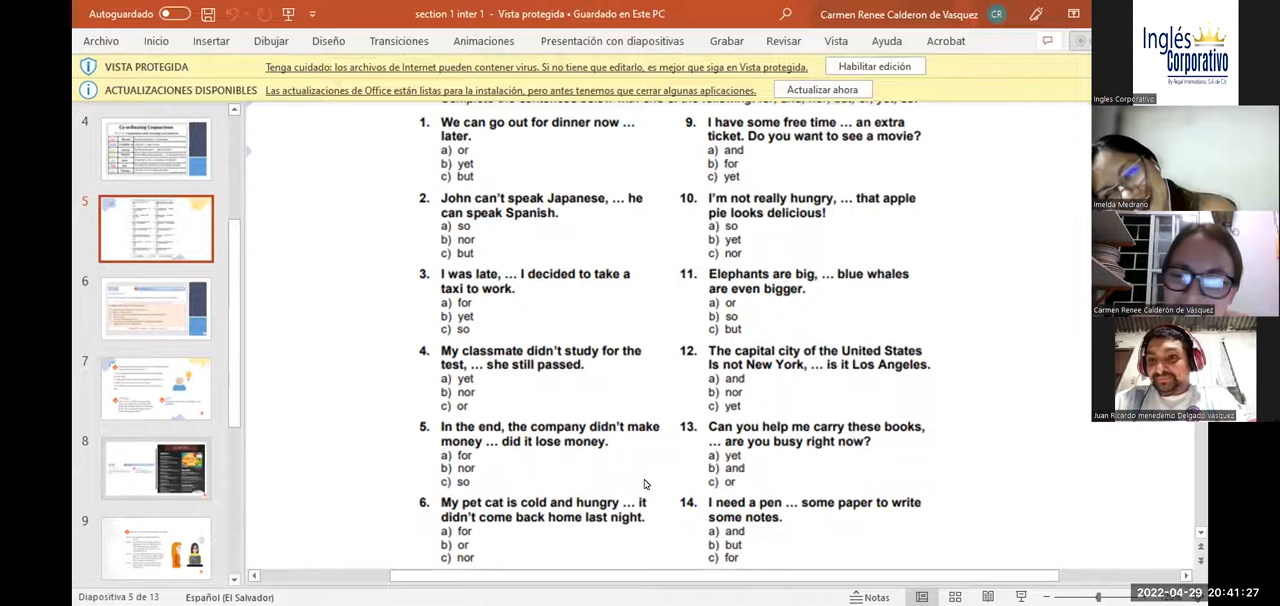 Autoguardado
section 1 inter 1 - Vista protegida • Guardado en Este PC
Carmen Renee Calderon de Vasquez
CR
Archivo Inicio Insertar Dibujar Diseño Transiciones Animaciones Presentación con diapositivas Grabar Revisar Vista Ayuda Acrobat
VISTA PROTEGIDA Tenga cuidado: los archivos de Internet pueden contener virus. Si no tiene que editarlo, es mejor que siga en Vista protegida. Habilitar edición
ACTUALIZACIONES DISPONIBLES Las actualizaciones de Office están listas para la instalación, pero antes tenemos que cerrar algunas aplicaciones. Actualizar ahora
4
5
6
7
8
9
1. We can go out for dinner now ...
later.
a) or
b) yet
c) but
2. John can't speak Japanese, ... he
can speak Spanish.
a) so
b) nor
c) but
3. I was late, ... I decided to take a
taxi to work.
a) for
b) yet
c) so
4. My classmate didn't study for the
test, ... she still passed.
a) yet
b) nor
c) or
5. In the end, the company didn't make
money ... did it lose money.
a) for
b) nor
c) so
6. My pet cat is cold and hungry ... it
didn't come back home last night.
a) for
b) or
c) nor
9. I have some free time ... an extra
ticket. Do you want to see a movie?
a) and
b) for
c) yet
10. I'm not really hungry, ... that apple
pie looks delicious!
a) so
b) yet
c) nor
11. Elephants are big, ... blue whales
are even bigger.
a) or
b) so
c) but
12. The capital city of the United States
Is not New York, ... is it Los Angeles.
a) and
b) nor
c) yet
13. Can you help me carry these books,
... are you busy right now?
a) yet
b) and
c) or
14. I need a pen ... some paper to write
some notes.
a) and
b) but
c) for
Diapositiva 5 de 13 Español (El Salvador) Notas
Inglés
Corporativo
By Regal International, S.A. de C.V.
Ingles Corporativo
Imelda Medrano
Carmen Renee Calderón de Vásquez
Juan Ricardo menedemo Delgado vasquez
2022-04-29 20:41:27